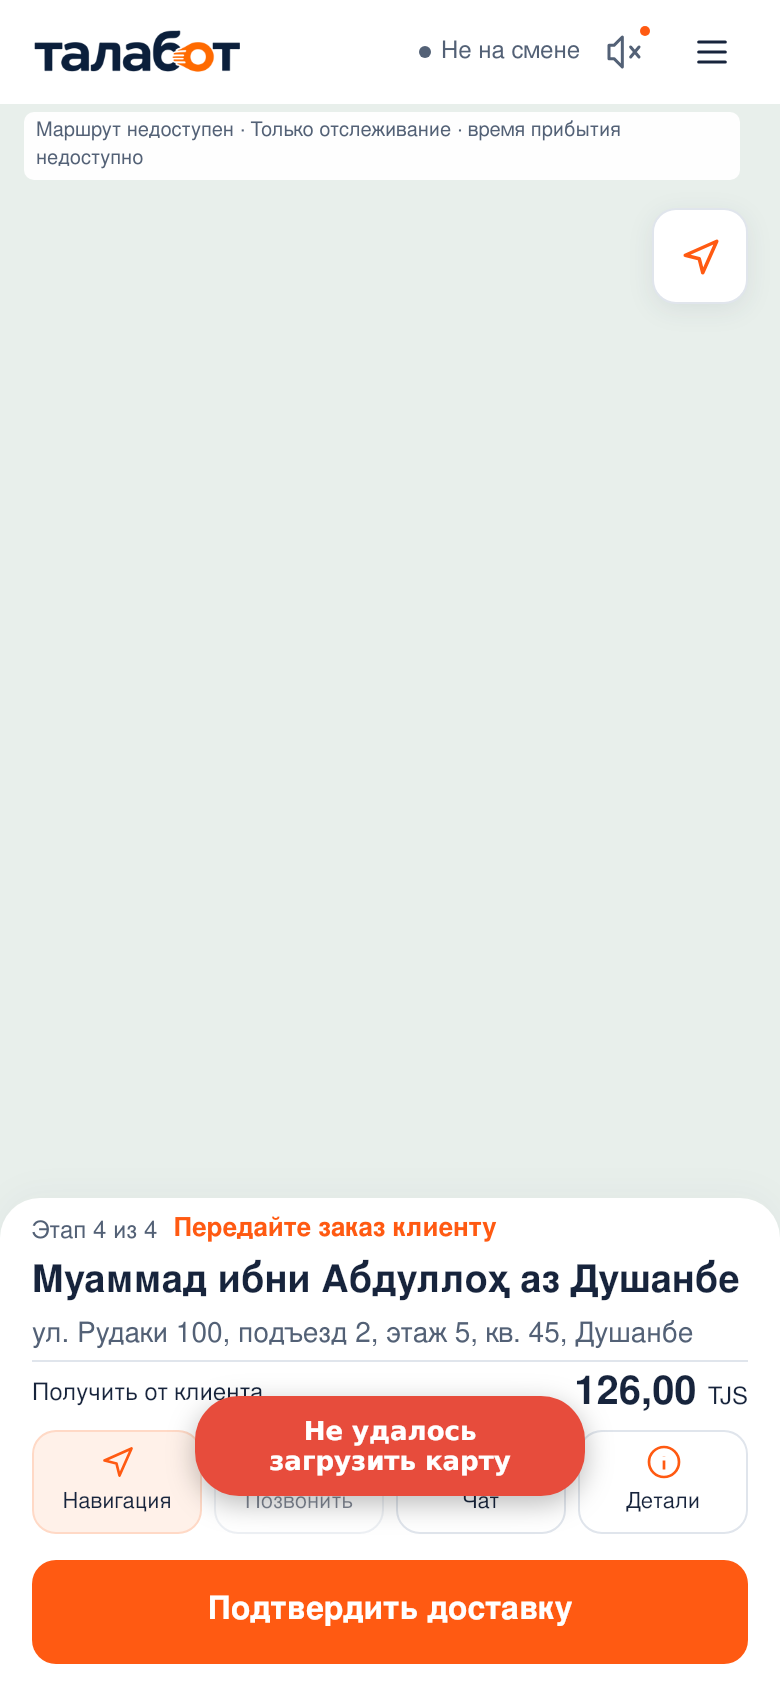 талабот
Не на смене
Маршрут недоступен · Только отслеживание · время прибытия
недоступно
Этап 4 из 4 Передайте заказ клиенту
Муаммад ибни Абдуллоҳ аз Душанбе
ул. Рудаки 100, подъезд 2, этаж 5, кв. 45, Душанбе
Получить от клиента 126,00 TJS
Не удалось
загрузить карту
Навигация Позвонить Чат Детали
Подтвердить доставку